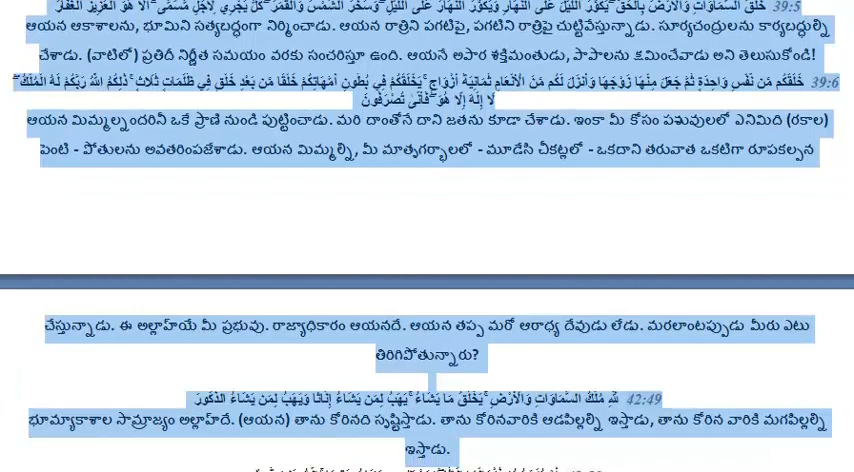 خَلَقَ السَّمَاوَاتِ وَالْأَرْضَ بِالْحَقِّ ۖ يُكَوِّرُ اللَّيْلَ عَلَى النَّهَارِ وَيُكَوِّرُ النَّهَارَ عَلَى اللَّيْلِ ۖ وَسَخَّرَ الشَّمْسَ وَالْقَمَرَ ۖ كُلٌّ يَجْرِي لِأَجَلٍ مُّسَمًّى ۗ أَلَا هُوَ الْعَزِيزُ الْغَفَّارُ 39:5
ఆయన ఆకాశాలను, భూమిని సత్యబద్ధంగా నిర్మించాడు. ఆయన రాత్రిని పగటిపై, పగటిని రాత్రిపై చుట్టివేస్తున్నాడు. సూర్యచంద్రులను కార్యబద్ధుల్ని
చేశాడు. (వాటిలో) ప్రతిదీ నిర్ణీత సమయం వరకు సంచరిస్తూ ఉంది. ఆయనే అపార శక్తిమంతుడు, పాపాలను క్షమించేవాడు అని తెలుసుకోండి!
خَلَقَكُم مِّن نَّفْسٍ وَاحِدَةٍ ثُمَّ جَعَلَ مِنْهَا زَوْجَهَا وَأَنزَلَ لَكُم مِّنَ الْأَنْعَامِ ثَمَانِيَةَ أَزْوَاجٍ ۚ يَخْلُقُكُمْ فِي بُطُونِ أُمَّهَاتِكُمْ خَلْقًا مِّن بَعْدِ خَلْقٍ فِي ظُلُمَاتٍ ثَلَاثٍ ۚ ذَٰلِكُمُ اللَّهُ رَبُّكُمْ لَهُ الْمُلْكُ ۖ 39:6
لَا إِلَٰهَ إِلَّا هُوَ ۖ فَأَنَّىٰ تُصْرَفُونَ
ఆయన మిమ్మల్నందరినీ ఒకే ప్రాణి నుండి పుట్టించాడు. మరి దాంతోనే దాని జతను కూడా చేశాడు. ఇంకా మీ కోసం పశువులలో ఎనిమిది (రకాల)
పెంటి - పోతులను అవతరింపజేశాడు. ఆయన మిమ్మల్ని, మీ మాతృగర్భాలలో - మూడేసి చీకట్లలో - ఒకదాని తరువాత ఒకటిగా రూపకల్పన
చేస్తున్నాడు. ఈ అల్లాహ్‌యే మీ ప్రభువు. రాజ్యాధికారం ఆయనదే. ఆయన తప్ప మరో ఆరాధ్య దేవుడు లేడు. మరలాంటప్పుడు మీరు ఎటు
తిరిగిపోతున్నారు?
لِّلَّهِ مُلْكُ السَّمَاوَاتِ وَالْأَرْضِ ۚ يَخْلُقُ مَا يَشَاءُ ۚ يَهَبُ لِمَن يَشَاءُ إِنَاثًا وَيَهَبُ لِمَن يَشَاءُ الذُّكُورَ 42:49
భూమ్యాకాశాల సామ్రాజ్యం అల్లాహ్‌దే. (ఆయన) తాను కోరినది సృష్టిస్తాడు. తాను కోరినవారికి ఆడపిల్లల్ని ఇస్తాడు, తాను కోరిన వారికి మగపిల్లల్ని
ఇస్తాడు.